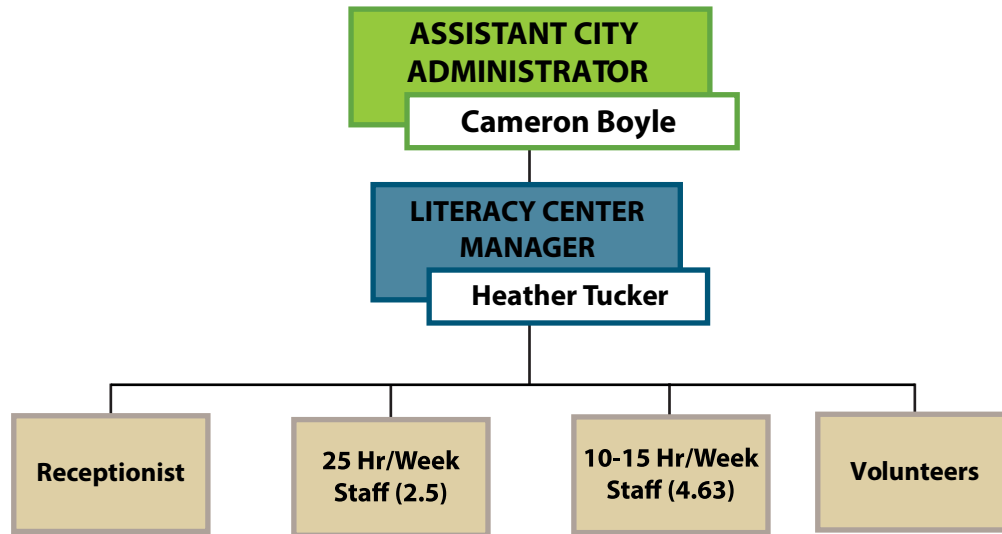 ASSISTANT CITY
ADMINISTRATOR
Cameron Boyle
LITERACY CENTER
MANAGER
Heather Tucker
Receptionist
25 Hr/Week
Staff (2.5)
10-15 Hr/Week
Staff (4.63)
Volunteers